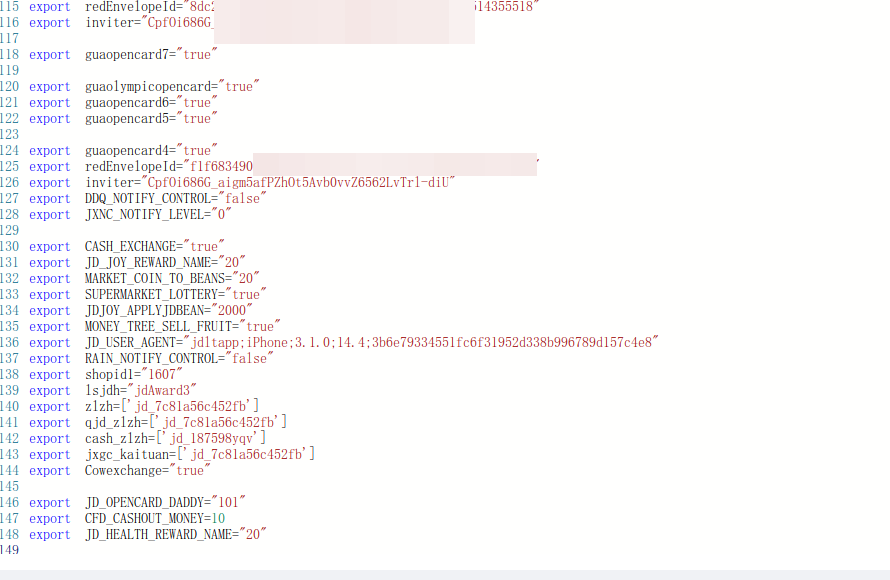 115 export redEnvelopeId="8dc2 514355518"
116 export inviter="CpfOi686G_
117
118 export guaopencard7="true"
119
120 export guaolympicopencard="true"
121 export guaopencard6="true"
122 export guaopencard5="true"
123
124 export guaopencard4="true"
125 export redEnvelopeId="f1f683490 "
126 export inviter="CpfOi686G_aigm5afPZhOt5Avb0vvZ6562LvTrl-diU"
127 export DDQ_NOTIFY_CONTROL="false"
128 export JXNC_NOTIFY_LEVEL="0"
129
130 export CASH_EXCHANGE="true"
131 export JD_JOY_REWARD_NAME="20"
132 export MARKET_COIN_TO_BEANS="20"
133 export SUPERMARKET_LOTTERY="true"
134 export JDJOY_APPLYJDBEAN="2000"
135 export MONEY_TREE_SELL_FRUIT="true"
136 export JD_USER_AGENT="jdltapp;iPhone;3.1.0;14.4;3b6e79334551fc6f31952d338b996789d157c4e8"
137 export RAIN_NOTIFY_CONTROL="false"
138 export shopid1="1607"
139 export lsjdh="jdAward3"
140 export zlzh=['jd_7c81a56c452fb']
141 export qjd_zlzh=['jd_7c81a56c452fb']
142 export cash_zlzh=['jd_187598yqv']
143 export jxgc_kaituan=['jd_7c81a56c452fb']
144 export Cowexchange="true"
145
146 export JD_OPENCARD_DADDY="101"
147 export CFD_CASHOUT_MONEY=10
148 export JD_HEALTH_REWARD_NAME="20"
149